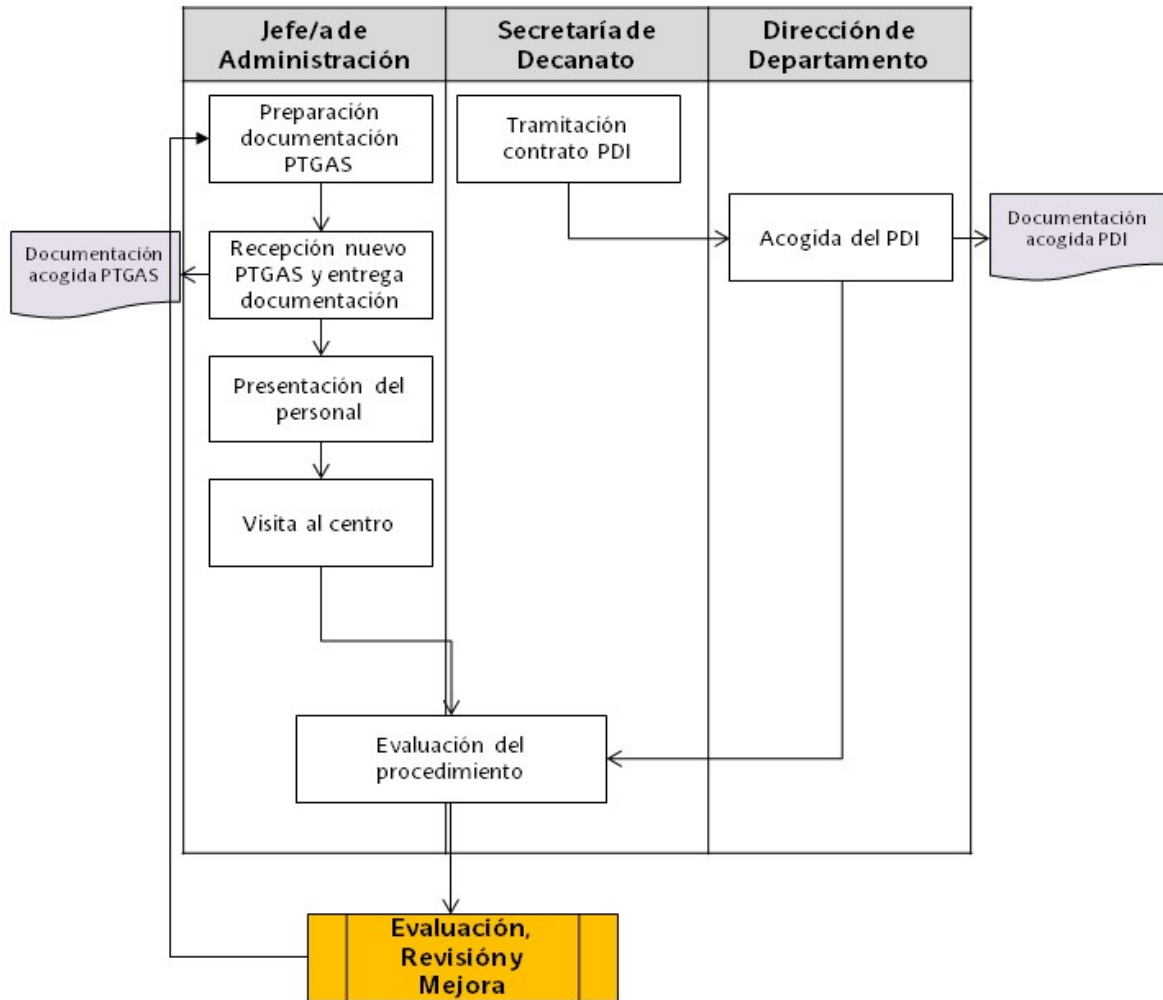 Jefe/a de
Administración
Secretaría de
Decanato
Dirección de
Departamento
Preparación
documentación
PTGAS
Tramitación
contrato PDI
Documentación
acogida PTGAS
Recepción nuevo
PTGAS y entrega
documentación
Acogida del PDI
Documentación
acogida PDI
Presentación del
personal
Visita al centro
Evaluación del
procedimiento
Evaluación,
Revisión y
Mejora